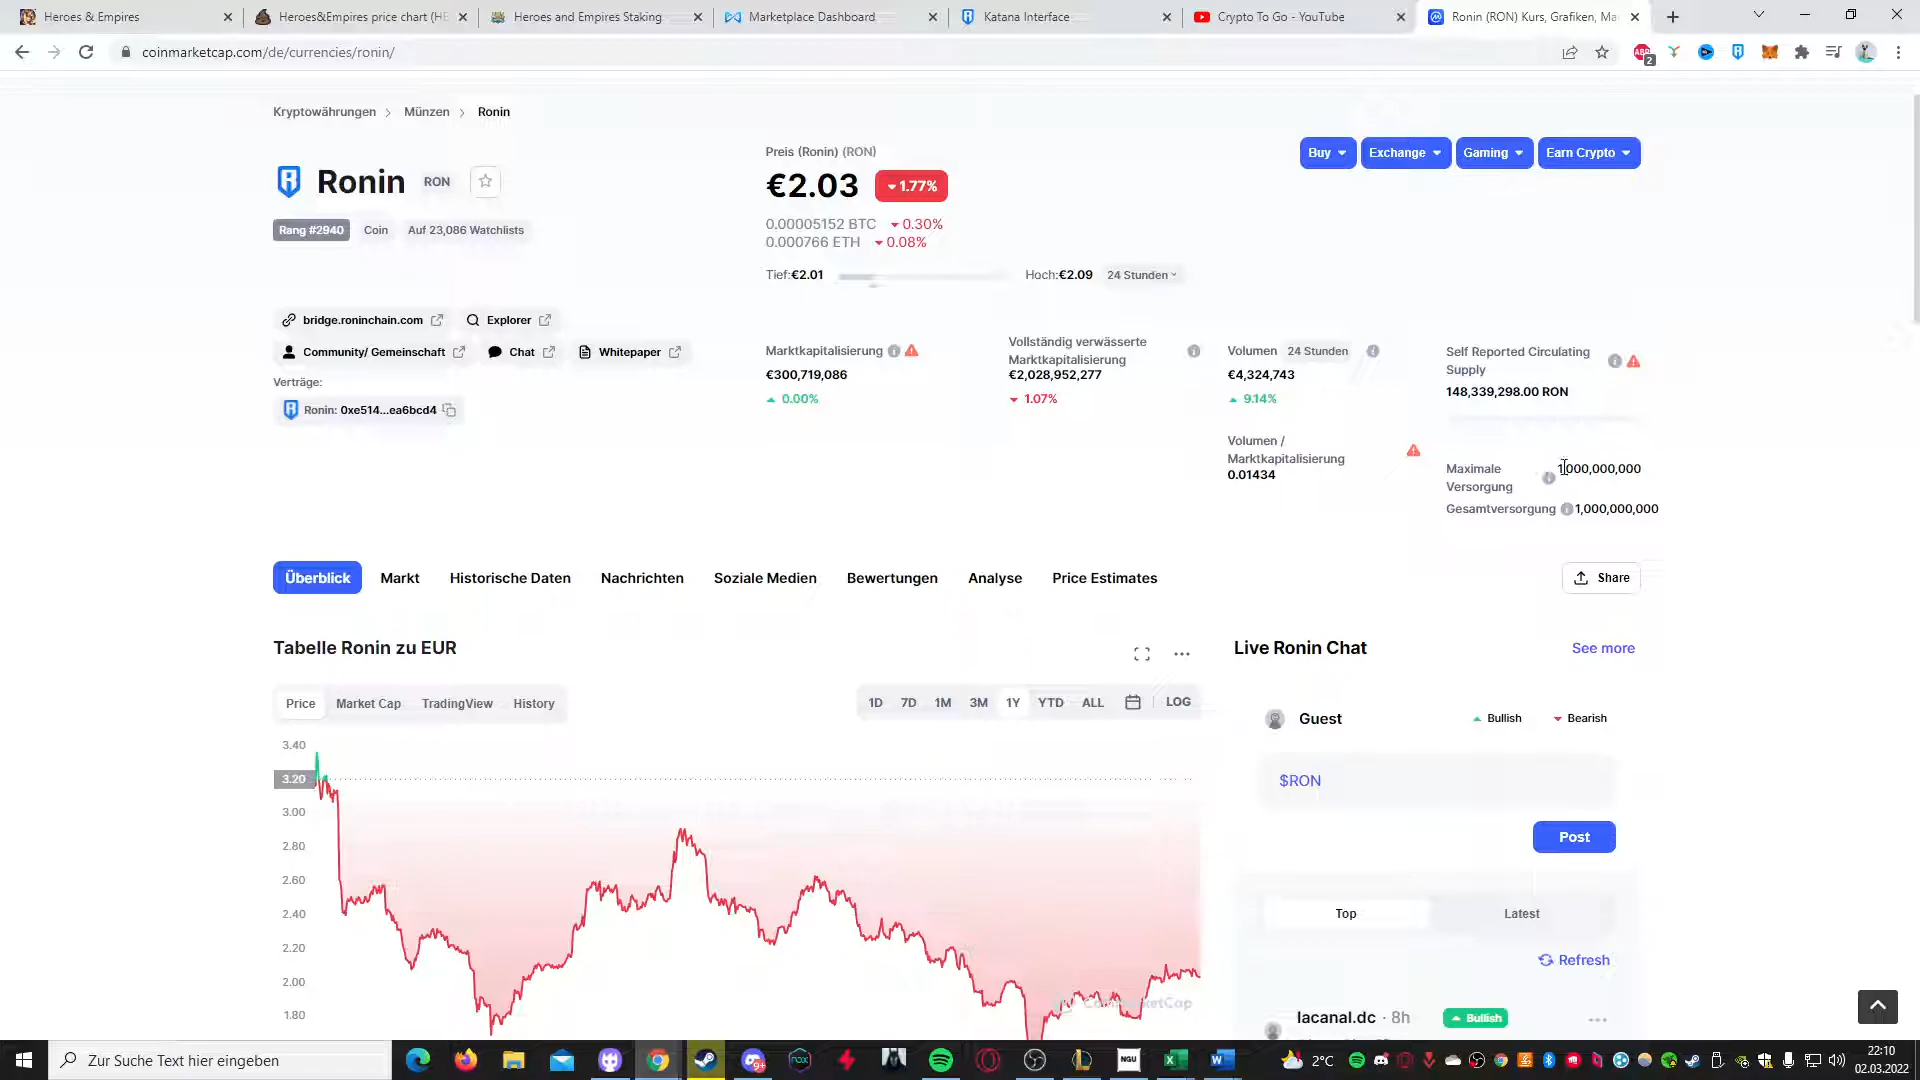 Heroes & Empires
Heroes&Empires price chart (HE
Heroes and Empires Staking
Marketplace Dashboard
Katana Interface
Crypto To Go - YouTube
Ronin (RON) Kurs, Grafiken, Ma
coinmarketcap.com/de/currencies/ronin/
ABP
2
Kryptowährungen
Münzen
Ronin
Ronin
RON
Preis (Ronin) (RON)
€2.03
1.77%
0.00005152 BTC
0.30%
0.000766 ETH
0.08%
Tief:€2.01
Hoch:€2.09
24 Stunden
Buy
Exchange
Gaming
Earn Crypto
Rang #2940
Coin
Auf 23,086 Watchlists
bridge.roninchain.com
Explorer
Community/ Gemeinschaft
Chat
Whitepaper
Verträge:
Ronin: 0xe514...ea6bcd4
Marktkapitalisierung
€300,719,086
0.00%
Vollständig verwässerte
Marktkapitalisierung
€2,028,952,277
1.07%
Volumen 24 Stunden
€4,324,743
9.14%
Volumen /
Marktkapitalisierung
0.01434
Self Reported Circulating
Supply
148,339,298.00 RON
Maximale
Versorgung
1,000,000,000
Gesamtversorgung
1,000,000,000
Überblick
Markt
Historische Daten
Nachrichten
Soziale Medien
Bewertungen
Analyse
Price Estimates
Share
Tabelle Ronin zu EUR
Price
Market Cap
TradingView
History
1D
7D
1M
3M
1Y
YTD
ALL
LOG
3.40
3.20
3.00
2.80
2.60
2.40
2.20
2.00
1.80
CoinMarketCap
Live Ronin Chat
See more
Guest
Bullish
Bearish
$RON
Post
Top
Latest
Refresh
lacanal.dc · 8h
Bullish
Zur Suche Text hier eingeben
9+
NOX
NGU
2°C
22:10
02.03.2022